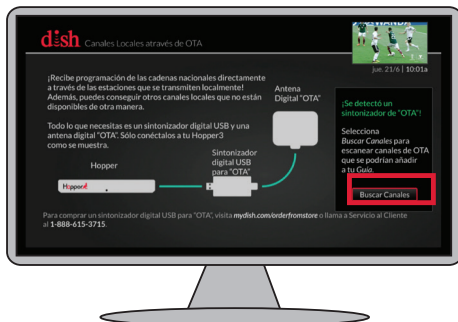 dish Canales Locales através de OTA
jue. 21/6 | 10:01a
¡Recibe programación de las cadenas nacionales directamente
a través de las estaciones que se transmiten localmente!
Además, puedes conseguir otros canales locales que no están
disponibles de otra manera.
Todo lo que necesitas es un sintonizador digital USB y una
antena digital "OTA". Sólo conéctalos a tu Hopper3
como se muestra.
Hopper
Hopper
Sintonizador
digital USB
para "OTA"
Antena
Digital "OTA"
¡Se detectó un
sintonizador de "OTA"!
Selecciona
Buscar Canales para
escanear canales de OTA
que se podrían añadir
a tu Guía.
Buscar Canales
Para comprar un sintonizador digital USB para "OTA", visita mydish.com/orderfromstore o llama a Servicio al Cliente
al 1-888-615-3715.